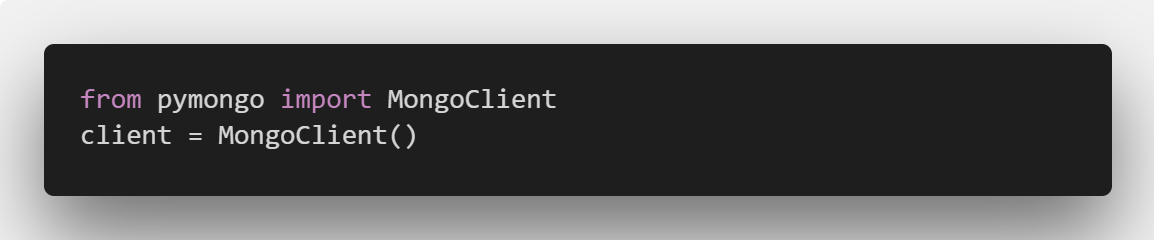 from pymongo import MongoClient
client = MongoClient()